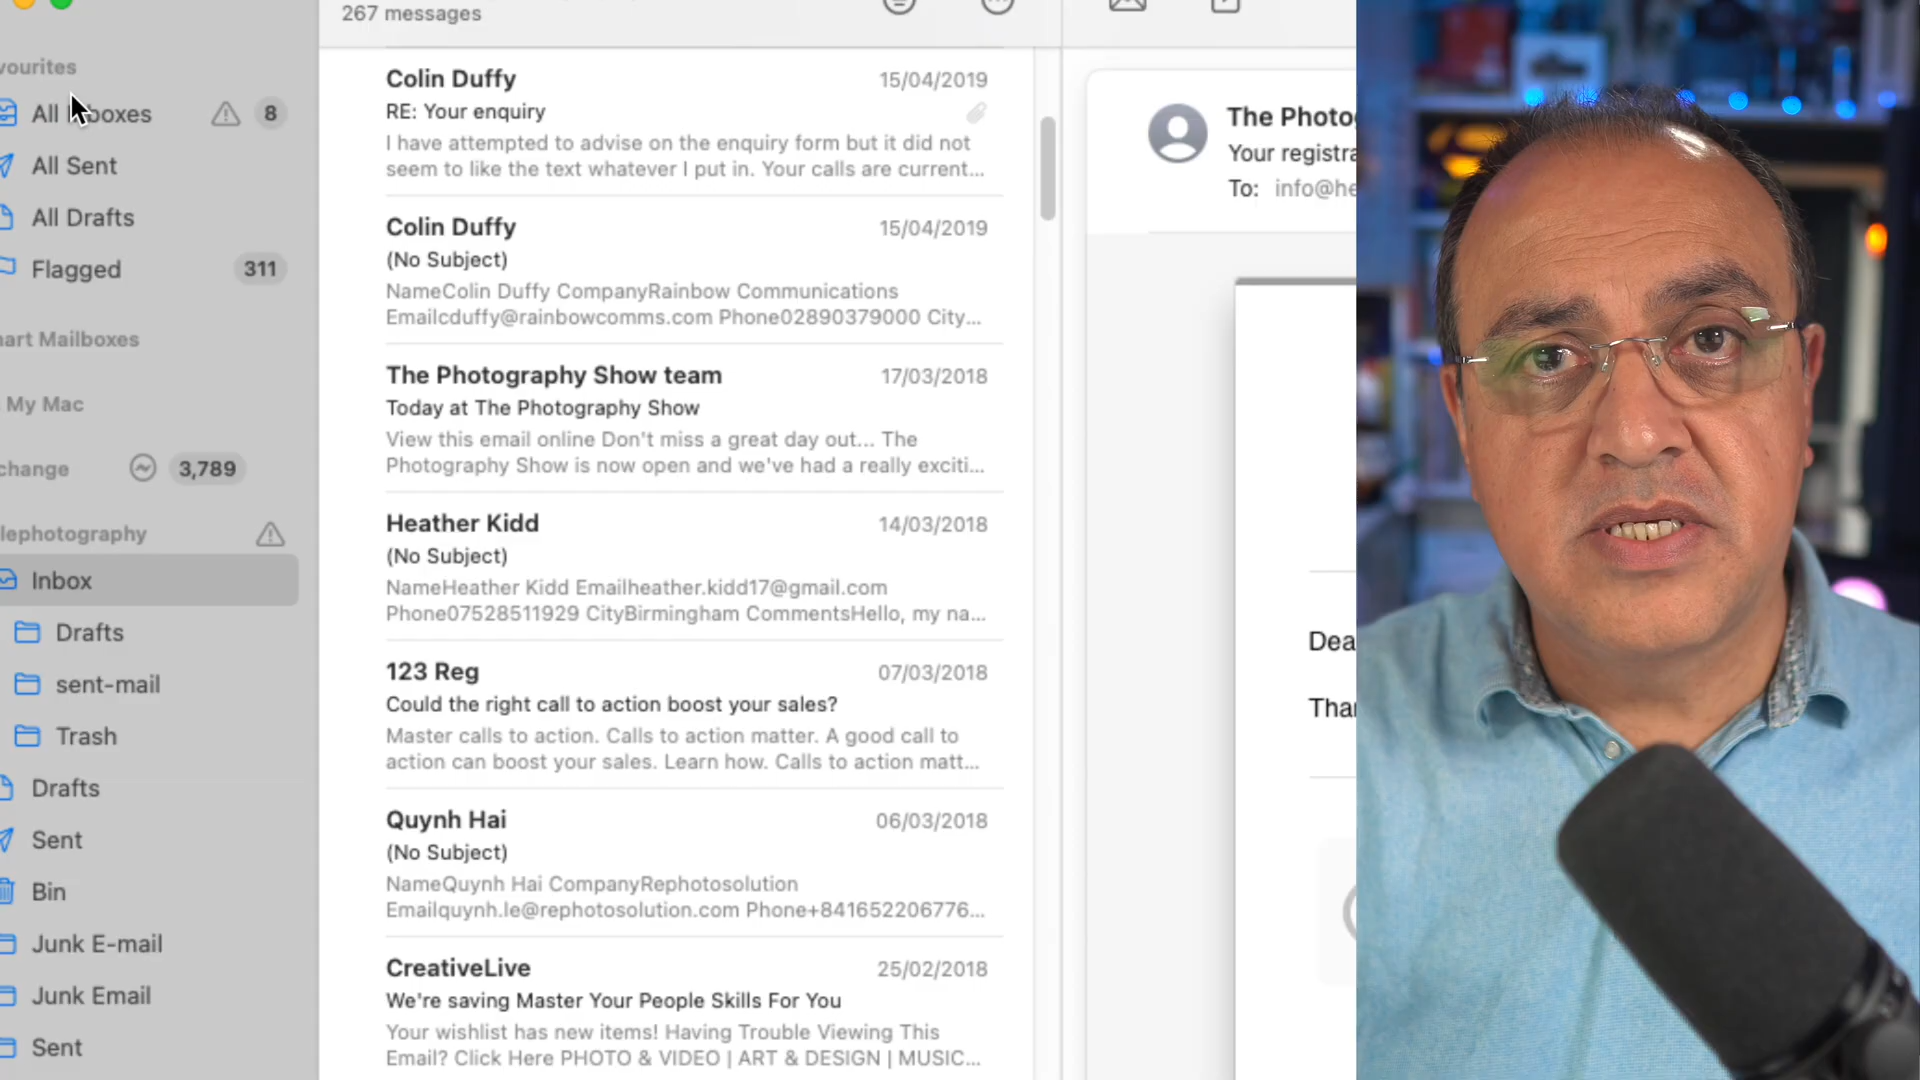 267 messages
vourites
All Inboxes 8
All Sent
All Drafts
Flagged 311
art Mailboxes
My Mac
change 3,789
lephotography
Inbox
Drafts
sent-mail
Trash
Drafts
Sent
Bin
Junk E-mail
Junk Email
Sent
Colin Duffy 15/04/2019
RE: Your enquiry
I have attempted to advise on the enquiry form but it did not
seem to like the text whatever I put in. Your calls are current...
Colin Duffy 15/04/2019
(No Subject)
NameColin Duffy CompanyRainbow Communications
Emailcduffy@rainbowcomms.com Phone02890379000 City...
The Photography Show team 17/03/2018
Today at The Photography Show
View this email online Don't miss a great day out... The
Photography Show is now open and we've had a really exciti...
Heather Kidd 14/03/2018
(No Subject)
NameHeather Kidd Emailheather.kidd17@gmail.com
Phone07528511929 CityBirmingham CommentsHello, my na...
123 Reg 07/03/2018
Could the right call to action boost your sales?
Master calls to action. Calls to action matter. A good call to
action can boost your sales. Learn how. Calls to action matt...
Quynh Hai 06/03/2018
(No Subject)
NameQuynh Hai CompanyRephotosolution
Emailquynh.le@rephotosolution.com Phone+841652206776...
CreativeLive 25/02/2018
We're saving Master Your People Skills For You
Your wishlist has new items! Having Trouble Viewing This
Email? Click Here PHOTO & VIDEO | ART & DESIGN | MUSIC...
The Photog
Your registra
To: info@he
Dea
Than